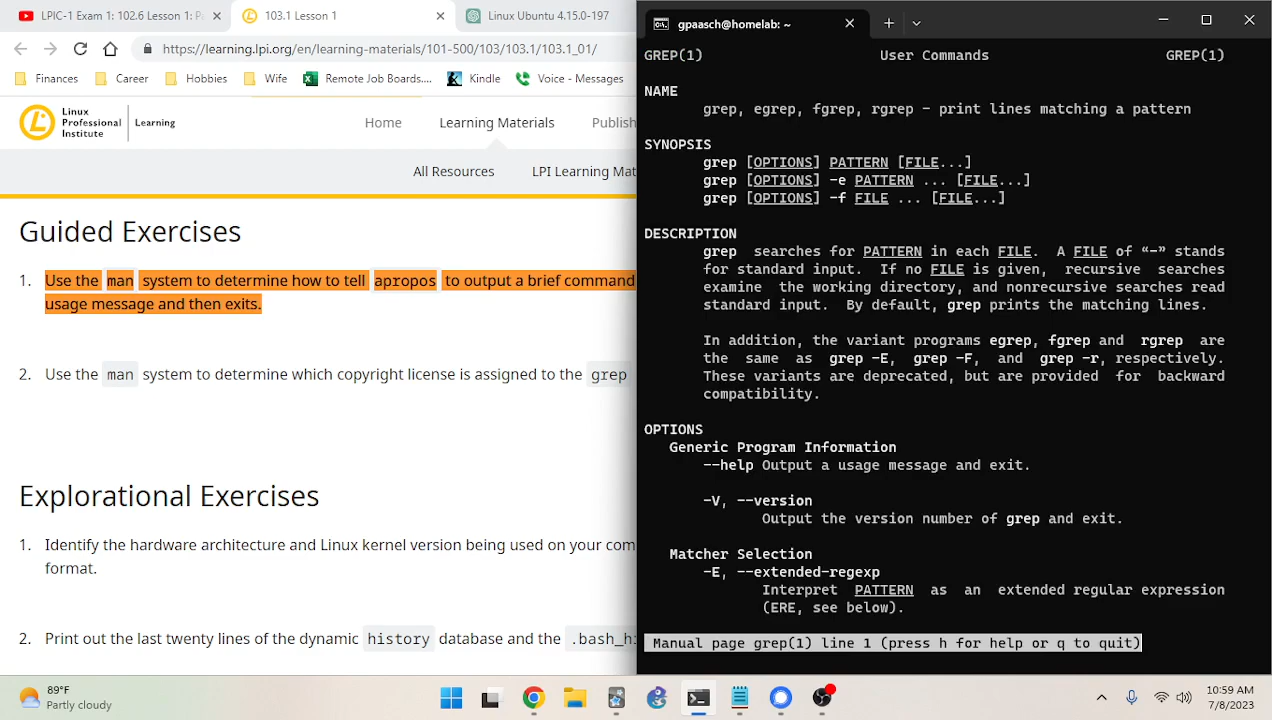 LPIC-1 Exam 1: 102.6 Lesson 1: P
103.1 Lesson 1
Linux Ubuntu 4.15.0-197
https://learning.lpi.org/en/learning-materials/101-500/103/103.1/103.1_01/
Finances
Career
Hobbies
Wife
Remote Job Boards....
Kindle
Voice - Messages
Linux
Professional
Institute
Learning
Home
Learning Materials
Publish
All Resources
LPI Learning Mat
Guided Exercises
1. Use the man system to determine how to tell apropos to output a brief command
usage message and then exits.
2. Use the man system to determine which copyright license is assigned to the grep
Explorational Exercises
1. Identify the hardware architecture and Linux kernel version being used on your com
format.
2. Print out the last twenty lines of the dynamic history database and the .bash_hi
gpaasch@homelab: ~
GREP(1) User Commands GREP(1)
NAME
grep, egrep, fgrep, rgrep - print lines matching a pattern
SYNOPSIS
grep [OPTIONS] PATTERN [FILE...]
grep [OPTIONS] -e PATTERN ... [FILE...]
grep [OPTIONS] -f FILE ... [FILE...]
DESCRIPTION
grep searches for PATTERN in each FILE. A FILE of “-” stands
for standard input. If no FILE is given, recursive searches
examine the working directory, and nonrecursive searches read
standard input. By default, grep prints the matching lines.
In addition, the variant programs egrep, fgrep and rgrep are
the same as grep -E, grep -F, and grep -r, respectively.
These variants are deprecated, but are provided for backward
compatibility.
OPTIONS
Generic Program Information
--help Output a usage message and exit.
-V, --version
Output the version number of grep and exit.
Matcher Selection
-E, --extended-regexp
Interpret PATTERN as an extended regular expression
(ERE, see below).
Manual page grep(1) line 1 (press h for help or q to quit)
89°F
Partly cloudy
10:59 AM
7/8/2023